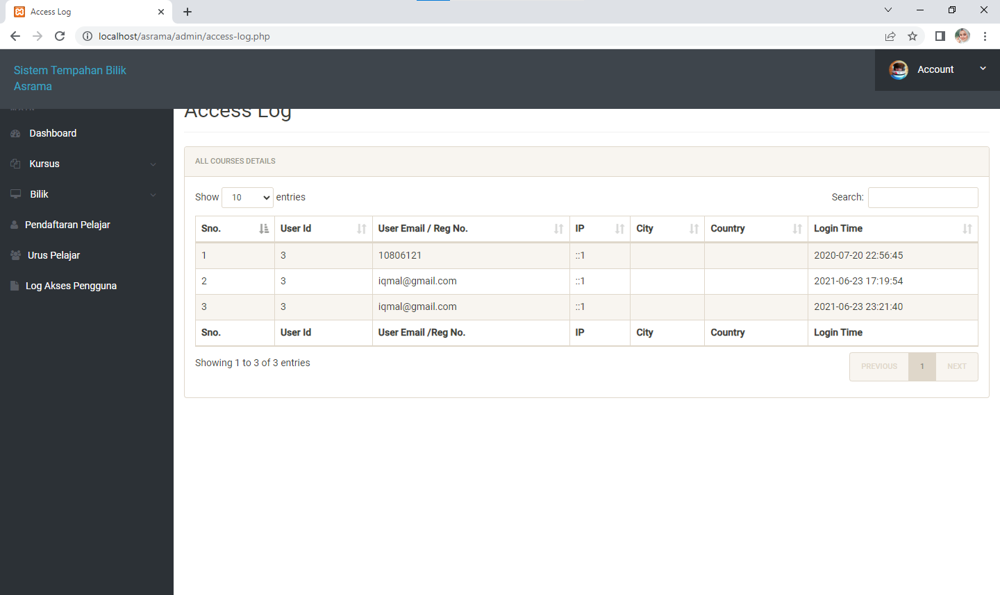 Access Log
localhost/asrama/admin/access-log.php
Sistem Tempahan Bilik
Asrama
Account
Dashboard
Kursus
Bilik
Pendaftaran Pelajar
Urus Pelajar
Log Akses Pengguna
Access Log
ALL COURSES DETAILS
Show 10 entries
Search:
Sno. User Id User Email / Reg No. IP City Country Login Time
1 3 10806121 ::1 2020-07-20 22:56:45
2 3 iqmal@gmail.com ::1 2021-06-23 17:19:54
3 3 iqmal@gmail.com ::1 2021-06-23 23:21:40
Sno. User Id User Email /Reg No. IP City Country Login Time
Showing 1 to 3 of 3 entries
PREVIOUS 1 NEXT